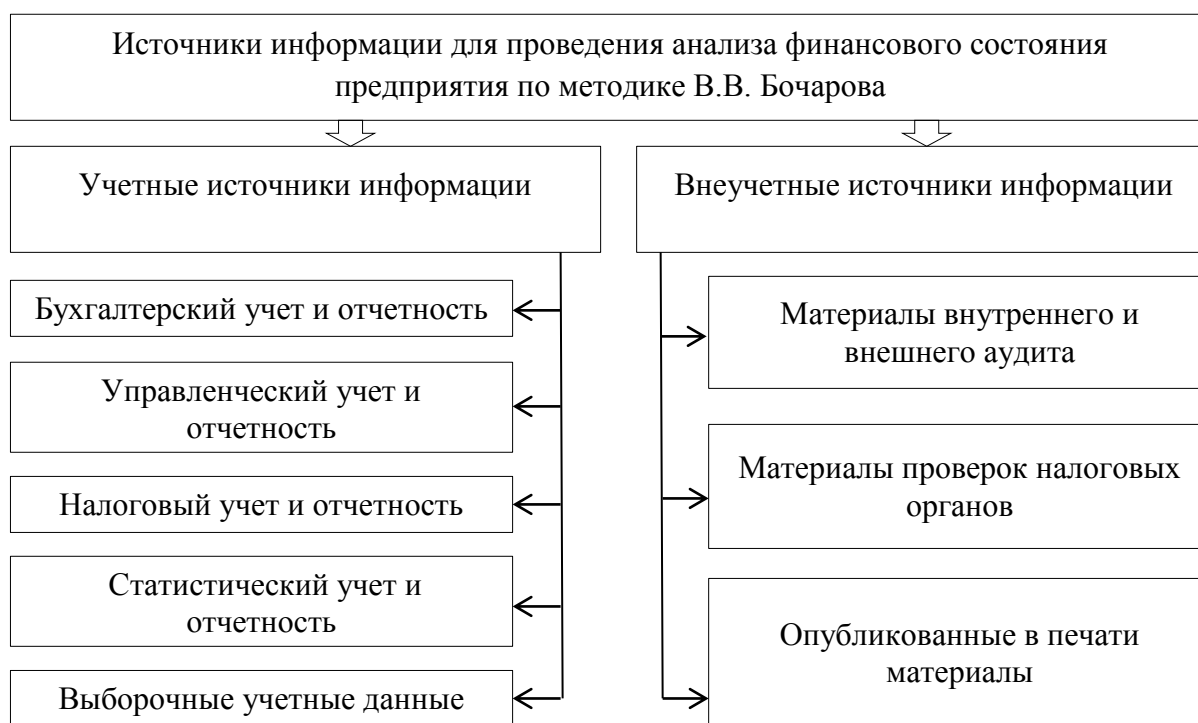 Источники информации для проведения анализа финансового состояния
предприятия по методике В.В. Бочарова
Учетные источники информации
Бухгалтерский учет и отчетность
Управленческий учет и
отчетность
Налоговый учет и отчетность
Статистический учет и
отчетность
Выборочные учетные данные
Внеучетные источники информации
Материалы внутреннего и
внешнего аудита
Материалы проверок налоговых
органов
Опубликованные в печати
материалы